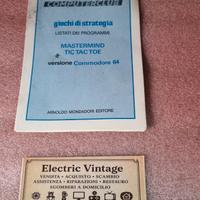 COMPUTERCLUB
giochi di strategia
LISTATI DEI PROGRAMMI
MASTERMIND
TIC TAC TOE
versione Commodore 64
ARNOLDO MONDADORI EDITORE
Electric Vintage
VENDITA • ACQUISTO • SCAMBIO
ASSISTENZA • RIPARAZIONI • RESTAURO
SGOMBERI A DOMICILIO